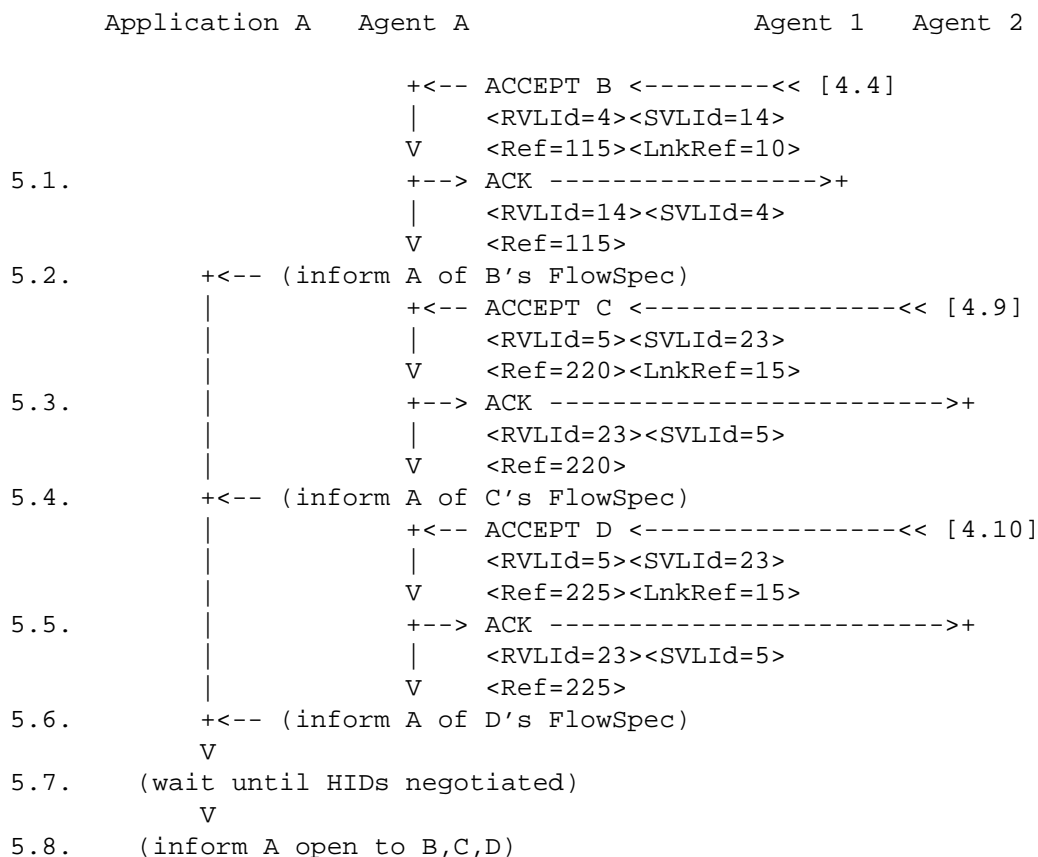 Application A   Agent A                  Agent 1   Agent 2

                         +<-- ACCEPT B <--------<< [4.4]
                         |    <RVLId=4><SVLId=14>
                         V    <Ref=115><LnkRef=10>
5.1.                     +--> ACK ----------------->+
                         |    <RVLId=14><SVLId=4>
                         V    <Ref=115>
5.2.        +<-- (inform A of B's FlowSpec)
            |            +<-- ACCEPT C <----------------<< [4.9]
            |            |    <RVLId=5><SVLId=23>
            |            V    <Ref=220><LnkRef=15>
5.3.        |            +--> ACK ------------------------->+
            |            |    <RVLId=23><SVLId=5>
            |            V    <Ref=220>
5.4.        +<-- (inform A of C's FlowSpec)
            |            +<-- ACCEPT D <----------------<< [4.10]
            |            |    <RVLId=5><SVLId=23>
            |            V    <Ref=225><LnkRef=15>
5.5.        |            +--> ACK ------------------------->+
            |            |    <RVLId=23><SVLId=5>
            |            V    <Ref=225>
5.6.        +<-- (inform A of D's FlowSpec)
            V
5.7.    (wait until HIDs negotiated)
            V
5.8.    (inform A open to B,C,D)